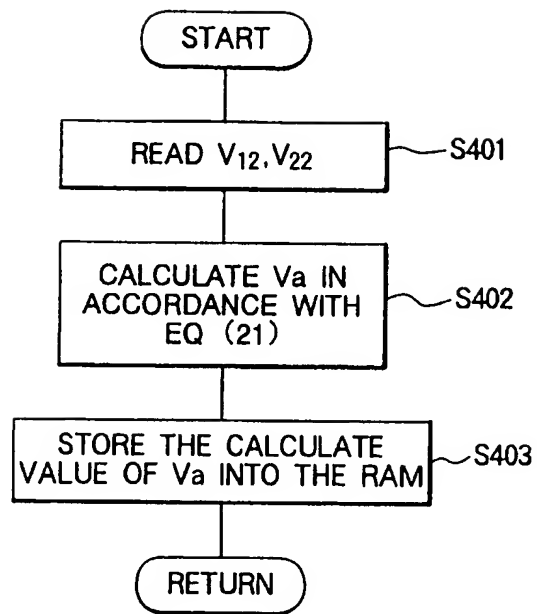 START
READ V12,V22
S401
CALCULATE Va IN
ACCORDANCE WITH
EQ (21)
S402
STORE THE CALCULATE
VALUE OF Va INTO THE RAM
S403
RETURN